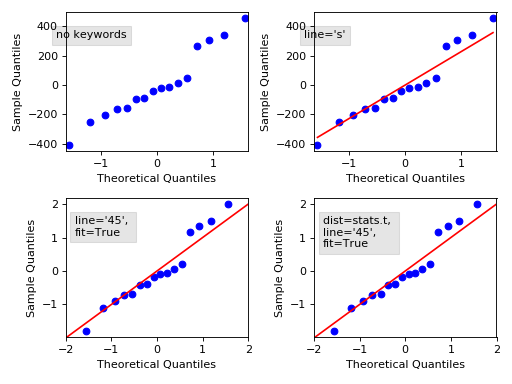 400
200
0
−200
−400
−1
0
1
Sample Quantiles
Theoretical Quantiles
no keywords
400
200
0
−200
−400
−1
0
1
Sample Quantiles
Theoretical Quantiles
line='s'
2
1
0
−1
−2
−1
0
1
2
Sample Quantiles
Theoretical Quantiles
line='45',
fit=True
2
1
0
−1
−2
−1
0
1
2
Sample Quantiles
Theoretical Quantiles
dist=stats.t,
line='45',
fit=True